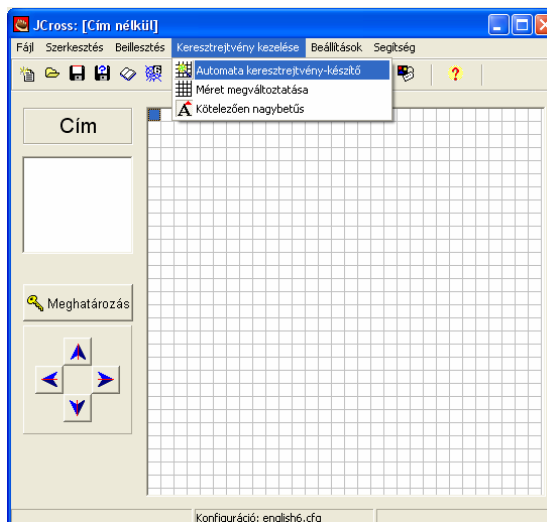 JCross: [Cím nélkül]
Fájl Szerkesztés Beillesztés Keresztrejtvény kezelése Beállítások Segítség
Automata keresztrejtvény-készítő
Méret megváltoztatása
Kötelezően nagybetűs
Cím
Meghatározás
Konfiguráció: english6.cfg